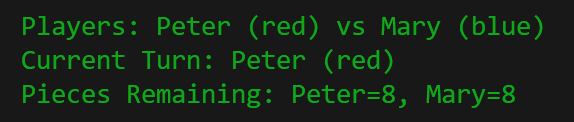 Players: Peter (red) vs Mary (blue)
Current Turn: Peter (red)
Pieces Remaining: Peter=8, Mary=8